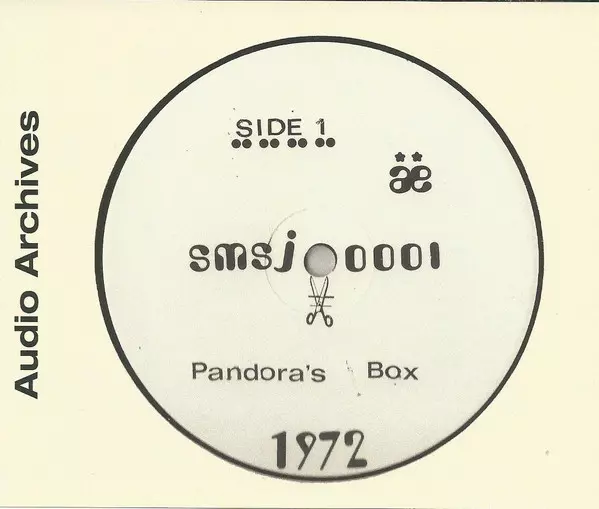 Audio Archives
SIDE 1
æ
smsj 0001
Pandora's Box
1972